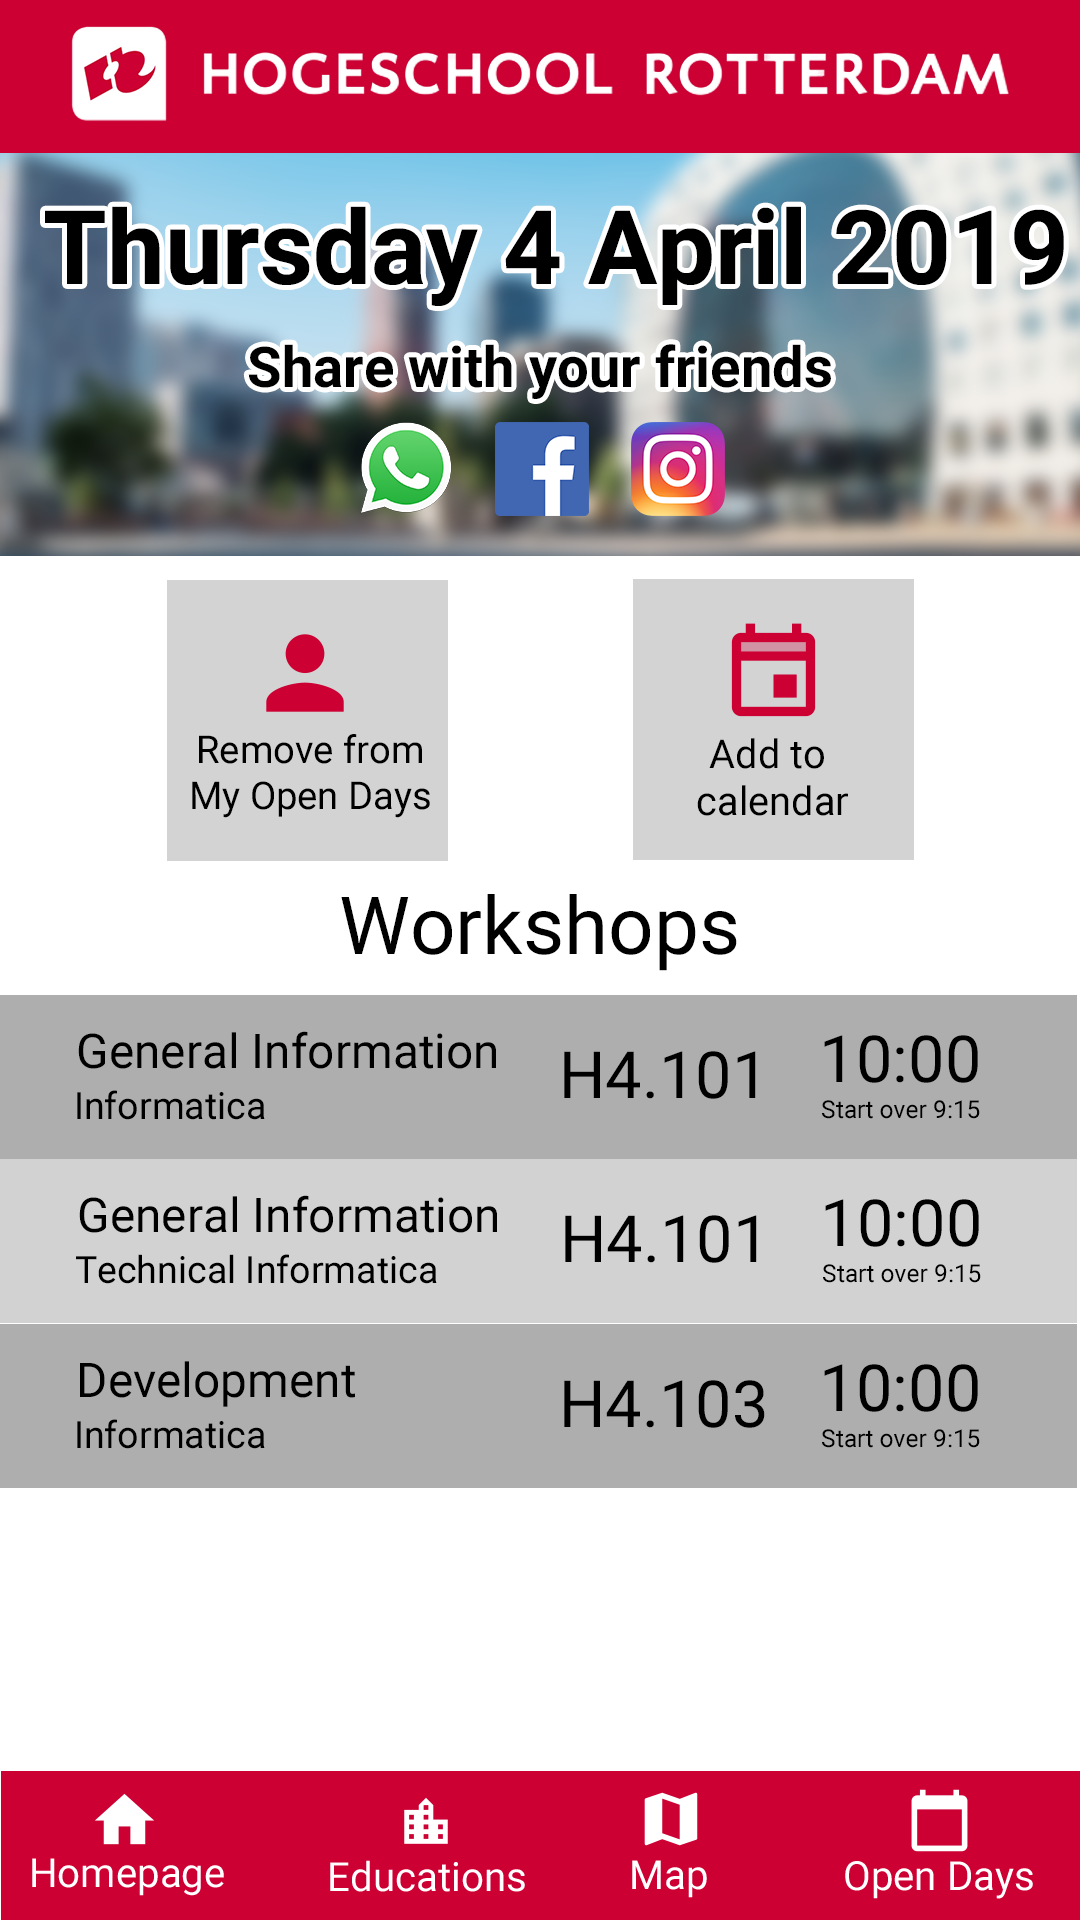 HOGESCHOOL ROTTERDAM
Thursday 4 April 2019
Share with your friends
Remove from
My Open Days
Add to
calendar
Workshops
General Information
Informatica
H4.101
10:00
Start over 9:15
General Information
Technical Informatica
H4.101
10:00
Start over 9:15
Development
Informatica
H4.103
10:00
Start over 9:15
Homepage
Educations
Map
Open Days